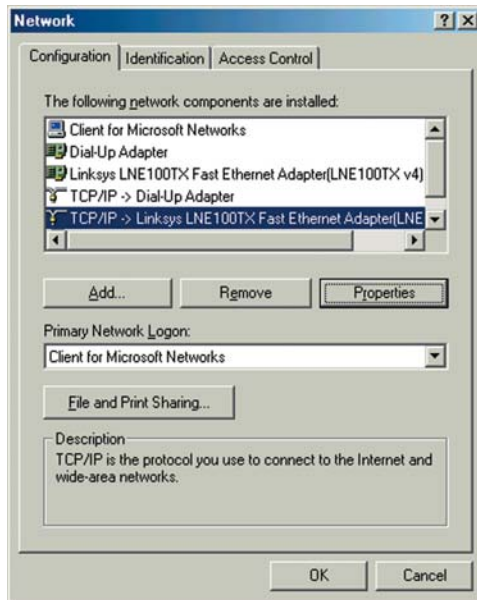 Network
Configuration Identification Access Control
The following network components are installed:
Client for Microsoft Networks
Dial-Up Adapter
Linksys LNE100TX Fast Ethernet Adapter(LNE100TX v4)
TCP/IP -> Dial-Up Adapter
TCP/IP -> Linksys LNE100TX Fast Ethernet Adapter(LNE
Add... Remove Properties
Primary Network Logon:
Client for Microsoft Networks
File and Print Sharing...
Description
TCP/IP is the protocol you use to connect to the Internet and
wide-area networks.
OK Cancel